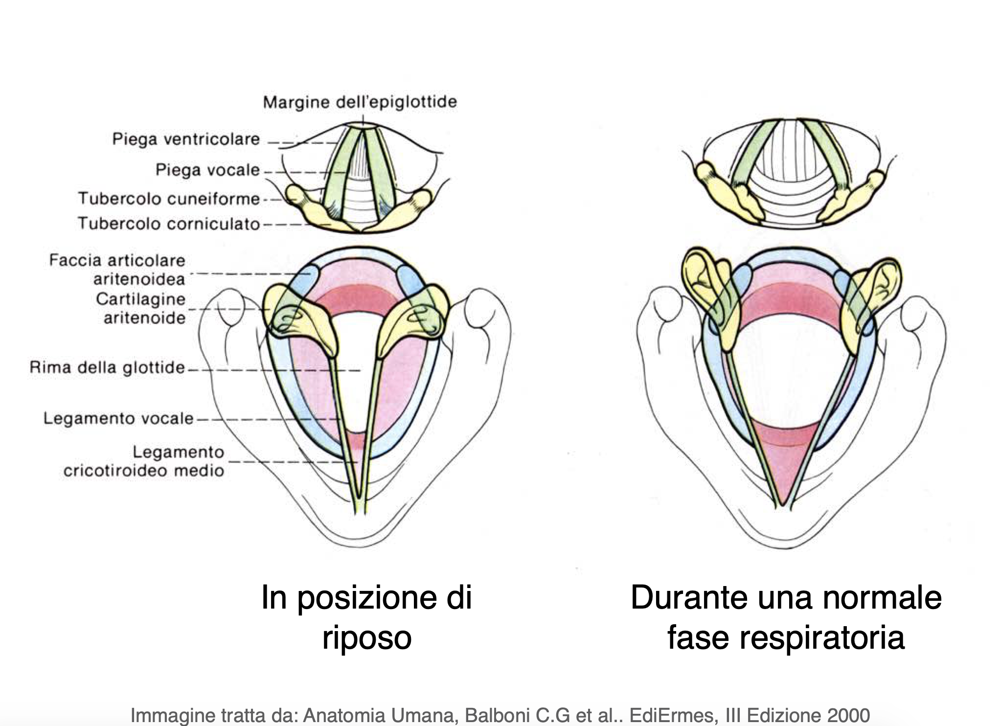 Margine dell'epiglottide
Piega ventricolare
Piega vocale
Tubercolo cuneiforme
Tubercolo corniculato
Faccia articolare
aritenoidea
Cartilagine
aritenoide
Rima della glottide
Legamento vocale
Legamento
cricotiroideo medio
In posizione di
riposo
Durante una normale
fase respiratoria
Immagine tratta da: Anatomia Umana, Balboni C.G et al.. EdiErmes, III Edizione 2000